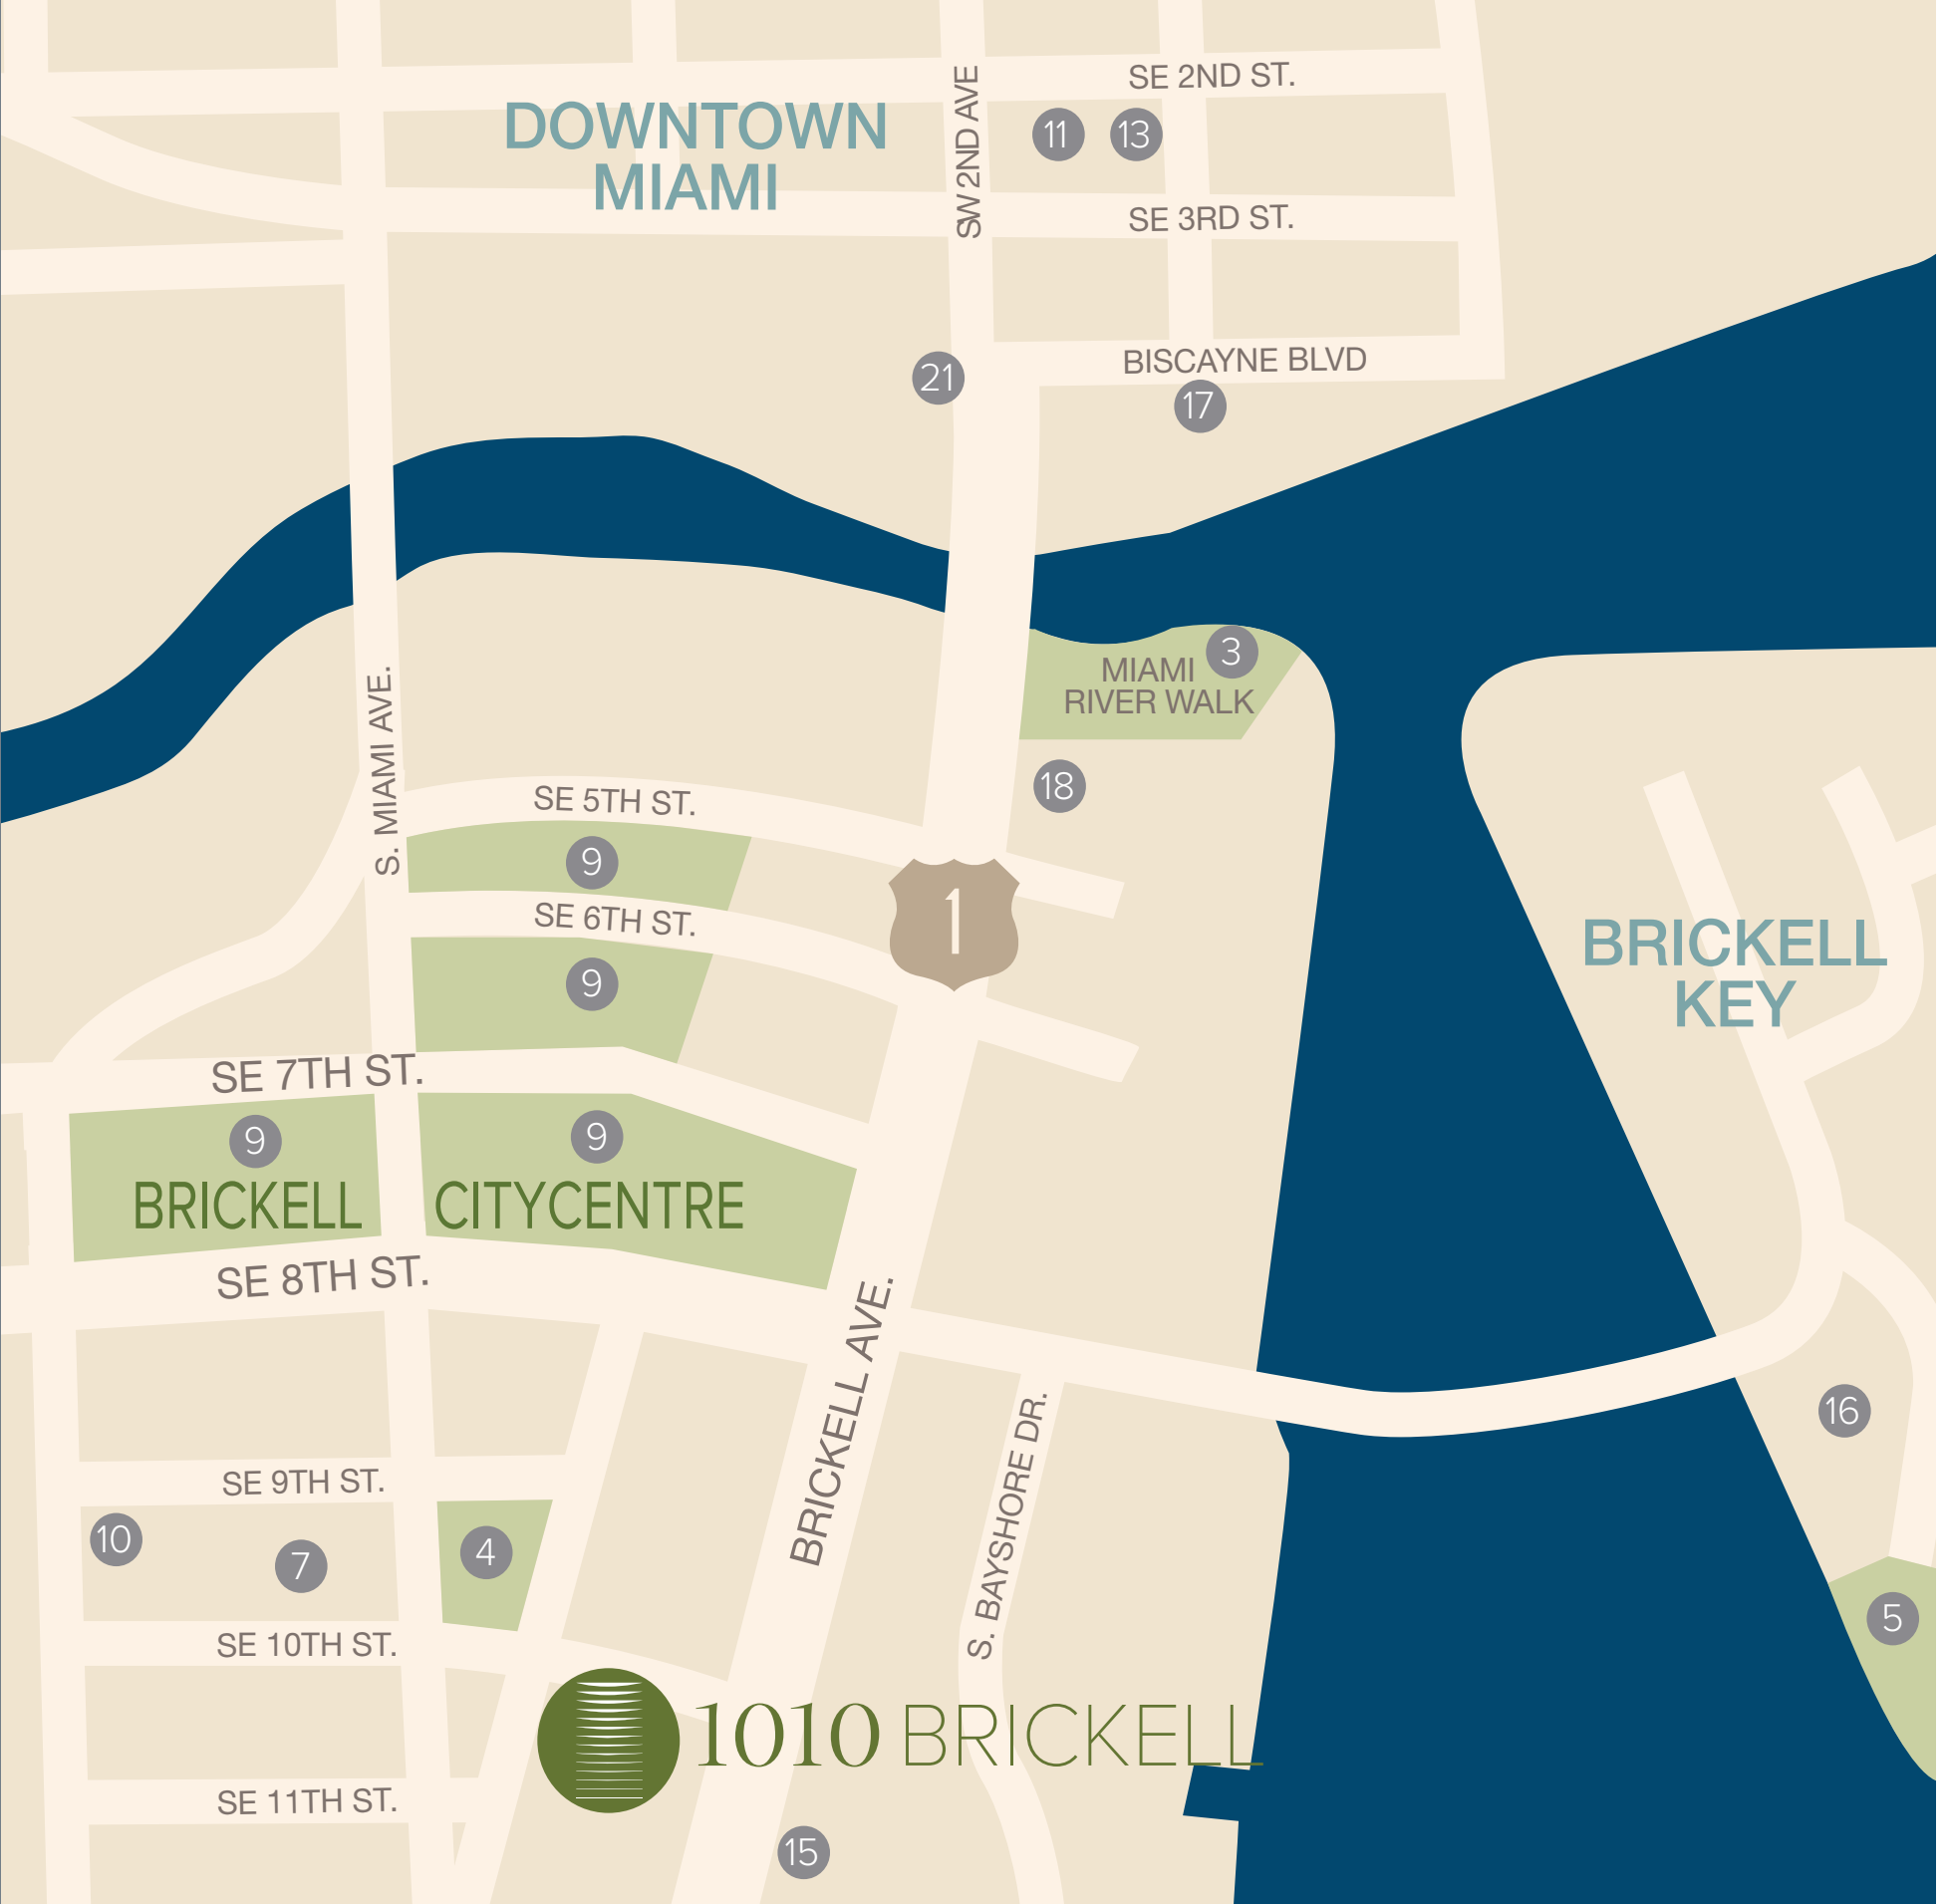 SE 2ND ST.
DOWNTOWN
MIAMI
SW 2ND AVE
11
13
SE 3RD ST.
BISCAYNE BLVD
21
17
3
MIAMI
RIVER WALK
S. MIAMI AVE.
18
SE 5TH ST.
9
SE 6TH ST.
1
9
BRICKELL
KEY
SE 7TH ST.
9
9
BRICKELL
CITYCENTRE
SE 8TH ST.
BRICKELL AVE.
S. BAYSHORE DR.
16
SE 9TH ST.
10
7
4
5
SE 10TH ST.
1010 BRICKELL
SE 11TH ST.
15